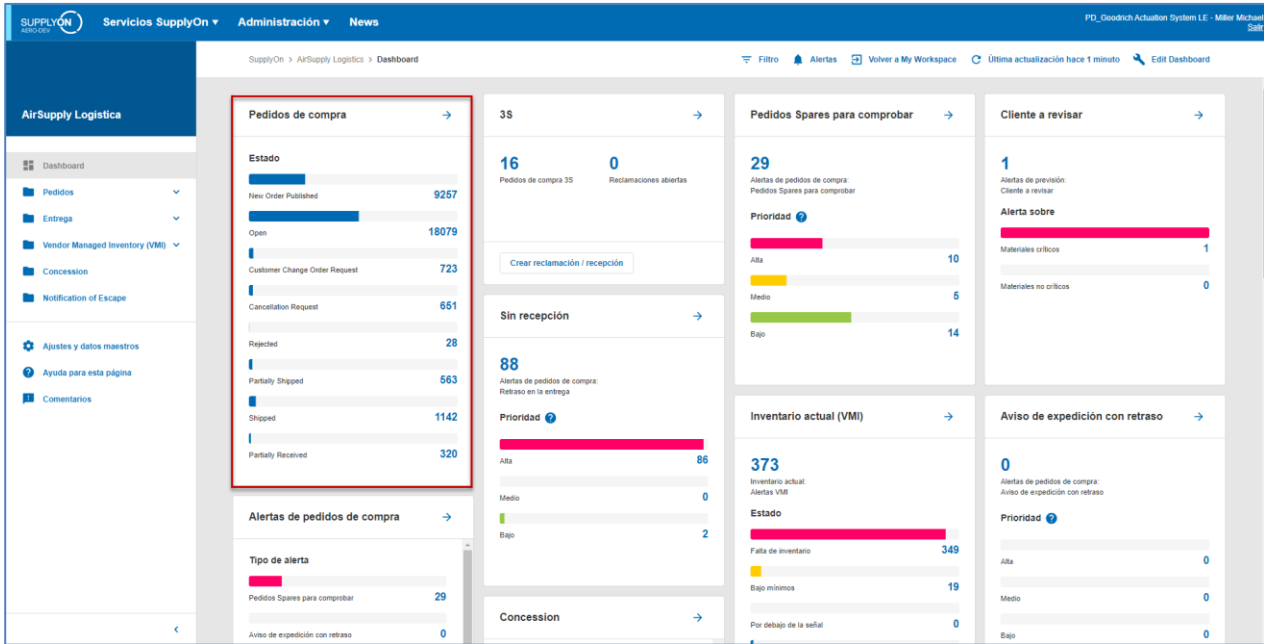 SUPPLYON
AERO-DEV
Servicios SupplyOn
Administración
News
PD_Goodrich Actuation System LE - Miller Michael
Salir
SupplyOn > AirSupply Logistics > Dashboard
Filtro
Alertas
Volver a My Workspace
Última actualización hace 1 minuto
Edit Dashboard
AirSupply Logistica
Dashboard
Pedidos
Entrega
Vendor Managed Inventory (VMI)
Concession
Notification of Escape
Ajustes y datos maestros
Ayuda para esta página
Comentarios
Pedidos de compra
Estado
New Order Published 9257
Open 18079
Customer Change Order Request 723
Cancellation Request 651
Rejected 28
Partially Shipped 563
Shipped 1142
Partially Received 320
Alertas de pedidos de compra
Tipo de alerta
Pedidos Spares para comprobar 29
Aviso de expedición con retraso 0
3S
16 0
Pedidos de compra 3S Reclamaciones abiertas
Crear reclamación / recepción
Sin recepción
88
Alertas de pedidos de compra:
Retraso en la entrega
Prioridad ?
Alta 86
Medio 0
Bajo 2
Concession
Pedidos Spares para comprobar
29
Alertas de pedidos de compra:
Pedidos Spares para comprobar
Prioridad ?
Alta 10
Medio 5
Bajo 14
Inventario actual (VMI)
373
Inventario actual:
Alertas VMI
Estado
Falta de inventario 349
Bajo mínimos 19
Por debajo de la señal 0
Cliente a revisar
1
Alertas de previsión:
Cliente a revisar
Alerta sobre
Materiales críticos 1
Materiales no críticos 0
Aviso de expedición con retraso
0
Alertas de pedidos de compra:
Aviso de expedición con retraso
Prioridad ?
Alta 0
Medio 0
Bajo 0